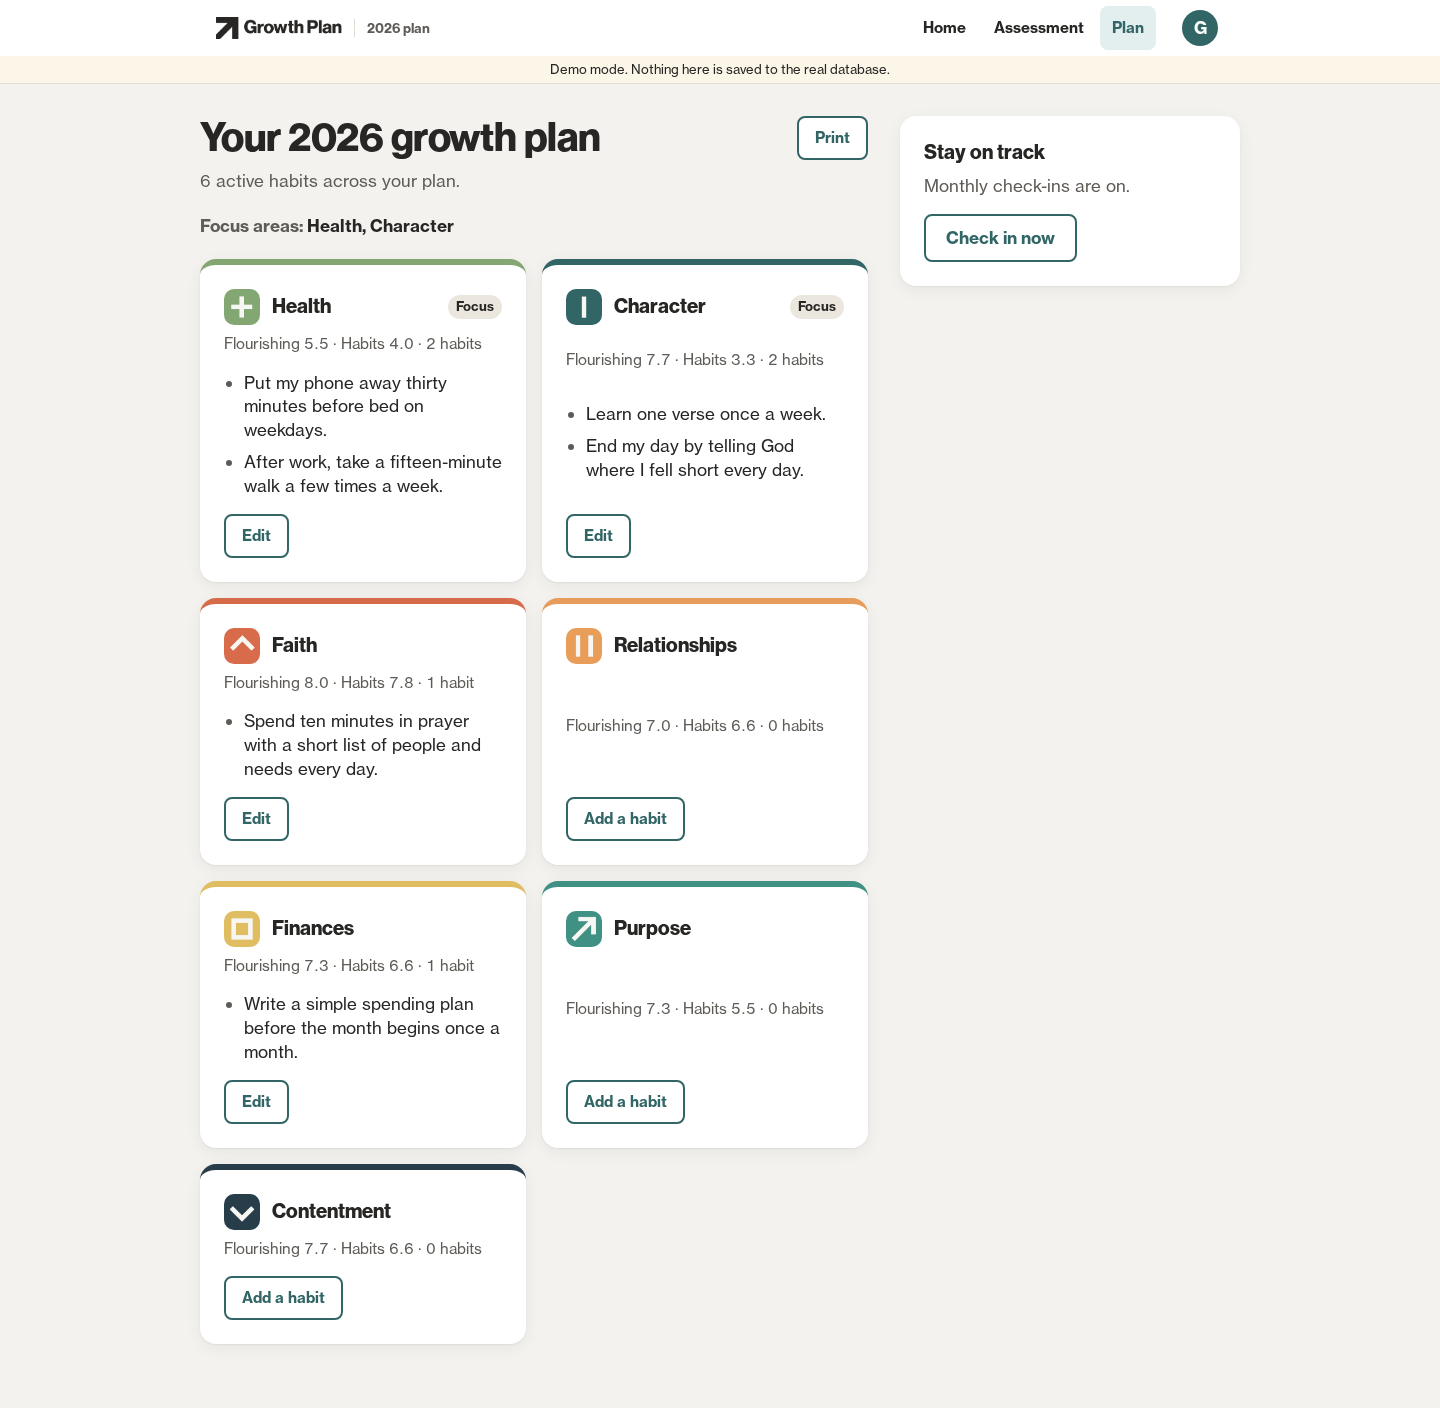 Growth Plan
2026 plan
Home
Assessment
Plan
G
Demo mode. Nothing here is saved to the real database.
Your 2026 growth plan
Print
6 active habits across your plan.
Focus areas: Health, Character
Stay on track
Monthly check-ins are on.
Check in now
Health
Focus
Flourishing 5.5 · Habits 4.0 · 2 habits
• Put my phone away thirty
minutes before bed on
weekdays.
• After work, take a fifteen-minute
walk a few times a week.
Edit
Character
Focus
Flourishing 7.7 · Habits 3.3 · 2 habits
• Learn one verse once a week.
• End my day by telling God
where I fell short every day.
Edit
Faith
Flourishing 8.0 · Habits 7.8 · 1 habit
• Spend ten minutes in prayer
with a short list of people and
needs every day.
Edit
Relationships
Flourishing 7.0 · Habits 6.6 · 0 habits
Add a habit
Finances
Flourishing 7.3 · Habits 6.6 · 1 habit
• Write a simple spending plan
before the month begins once a
month.
Edit
Purpose
Flourishing 7.3 · Habits 5.5 · 0 habits
Add a habit
Contentment
Flourishing 7.7 · Habits 6.6 · 0 habits
Add a habit